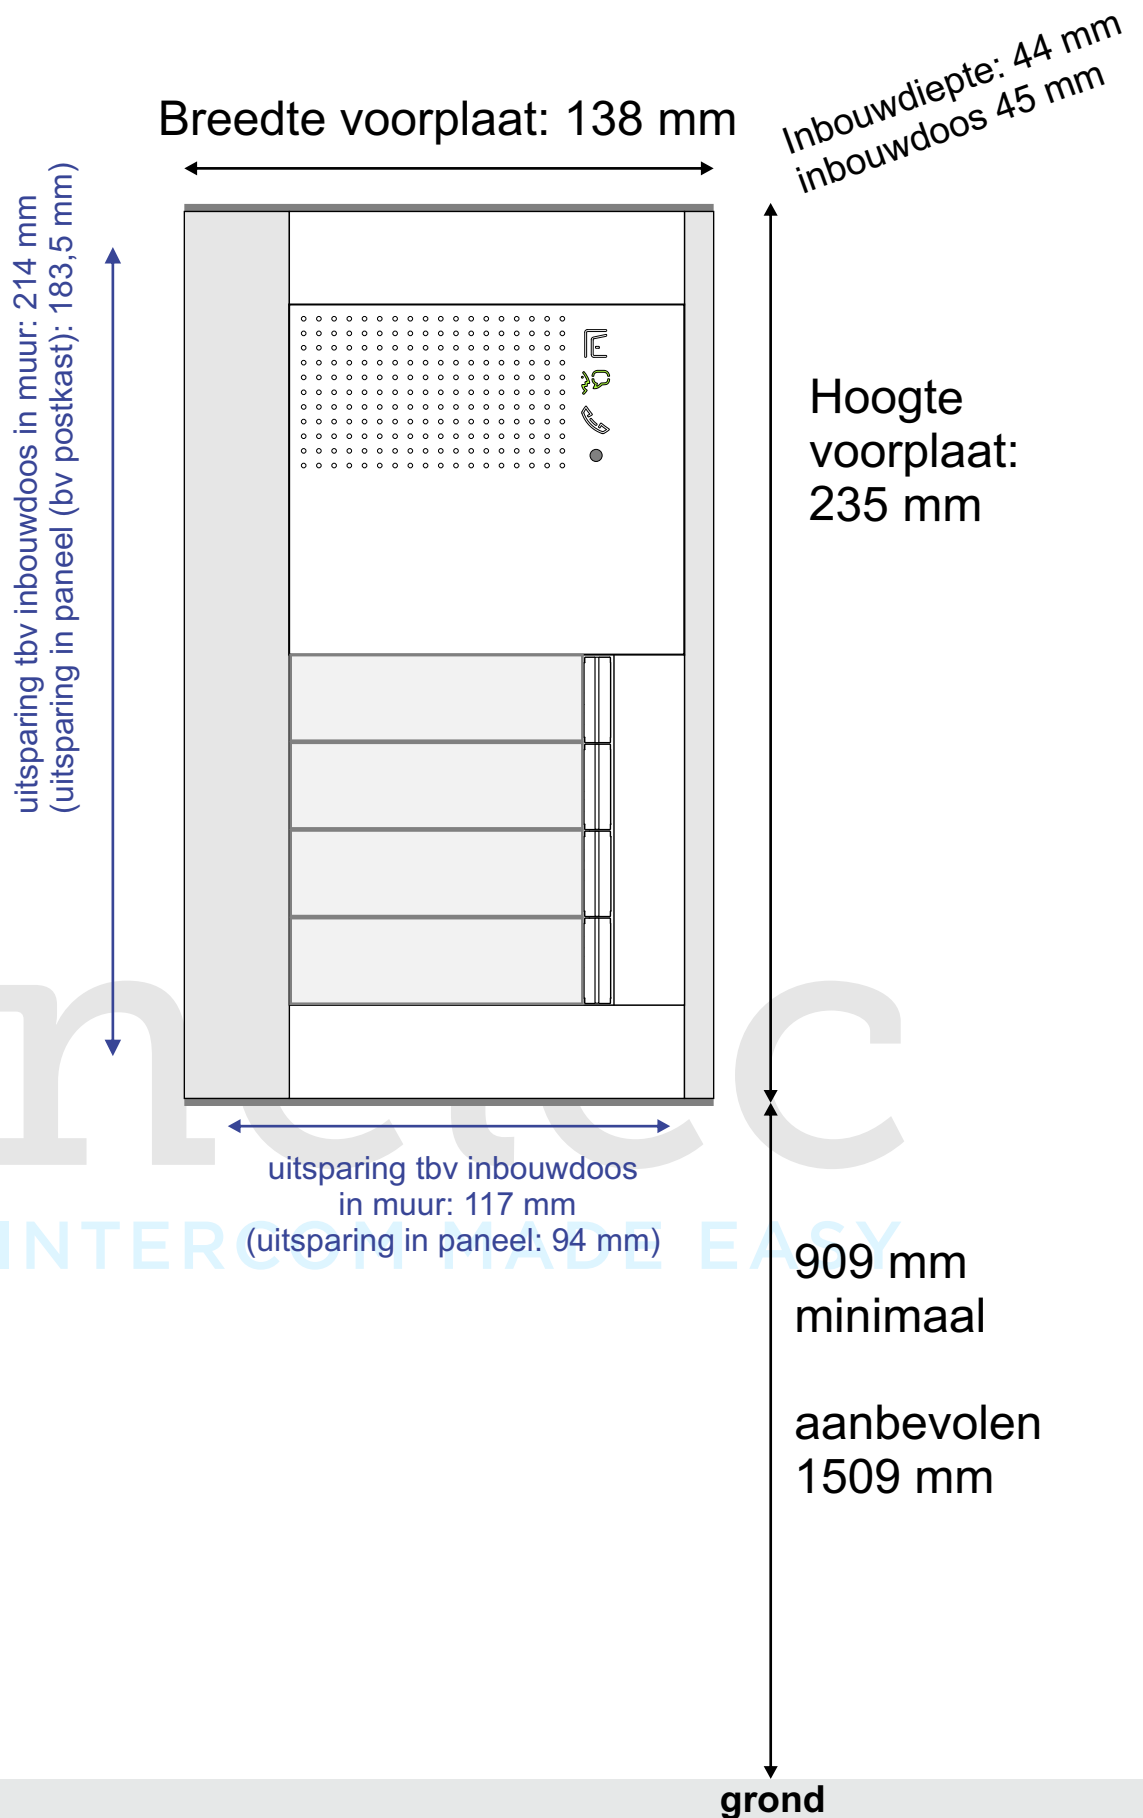 Inbouwdiepte: 44 mm
inbouwdoos 45 mm
Breedte voorplaat: 138 mm
uitsparing tbv inbouwdoos in muur: 214 mm
(uitsparing in paneel (bv postkast): 183,5 mm)
Hoogte
voorplaat:
235 mm
uitsparing tbv inbouwdoos
in muur: 117 mm
(uitsparing in paneel: 94 mm)
INTERCOM MADE EASY
909 mm
minimaal
aanbevolen
1509 mm
grond